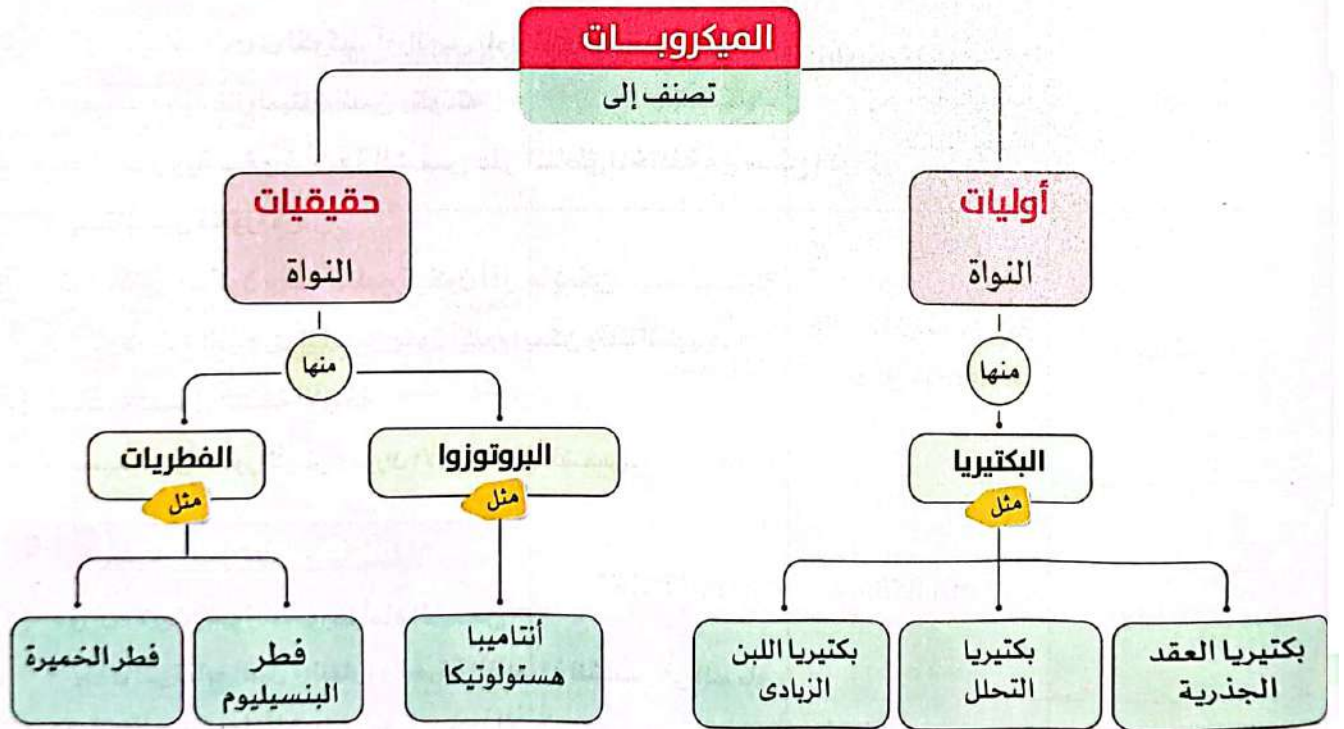 الميكروبـــات
تصنف إلى
أوليات
النواة
حقيقيات
النواة
منها
منها
البكتيريا
البروتوزوا
الفطريات
مثل
مثل
مثل
بكتيريا العقد
الجذرية
بكتيريا
التحلل
بكتيريا اللبن
الزبادى
أنتاميبا
هستولوتيكا
فطر
البنسيليوم
فطر الخميرة